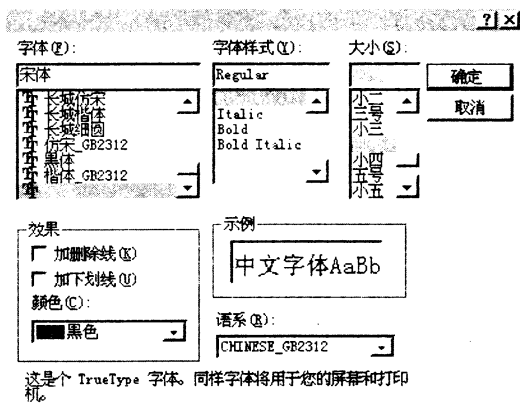 字体(F):
字体样式(Y):
大小(S):
宋体
Regular
确定
取消
长城仿宋
长城楷体
长城细圆
仿宋_GB2312
黑体
楷体_GB2312
Italic
Bold
Bold Italic
小二
三号
小三
小四
五号
小五
效果
加删除线(K)
加下划线(U)
颜色(C):
黑色
示例
中文字体AaBb
语系(R):
CHINESE_GB2312
这是个 TrueType 字体。同样字体将用于您的屏幕和打印
机。